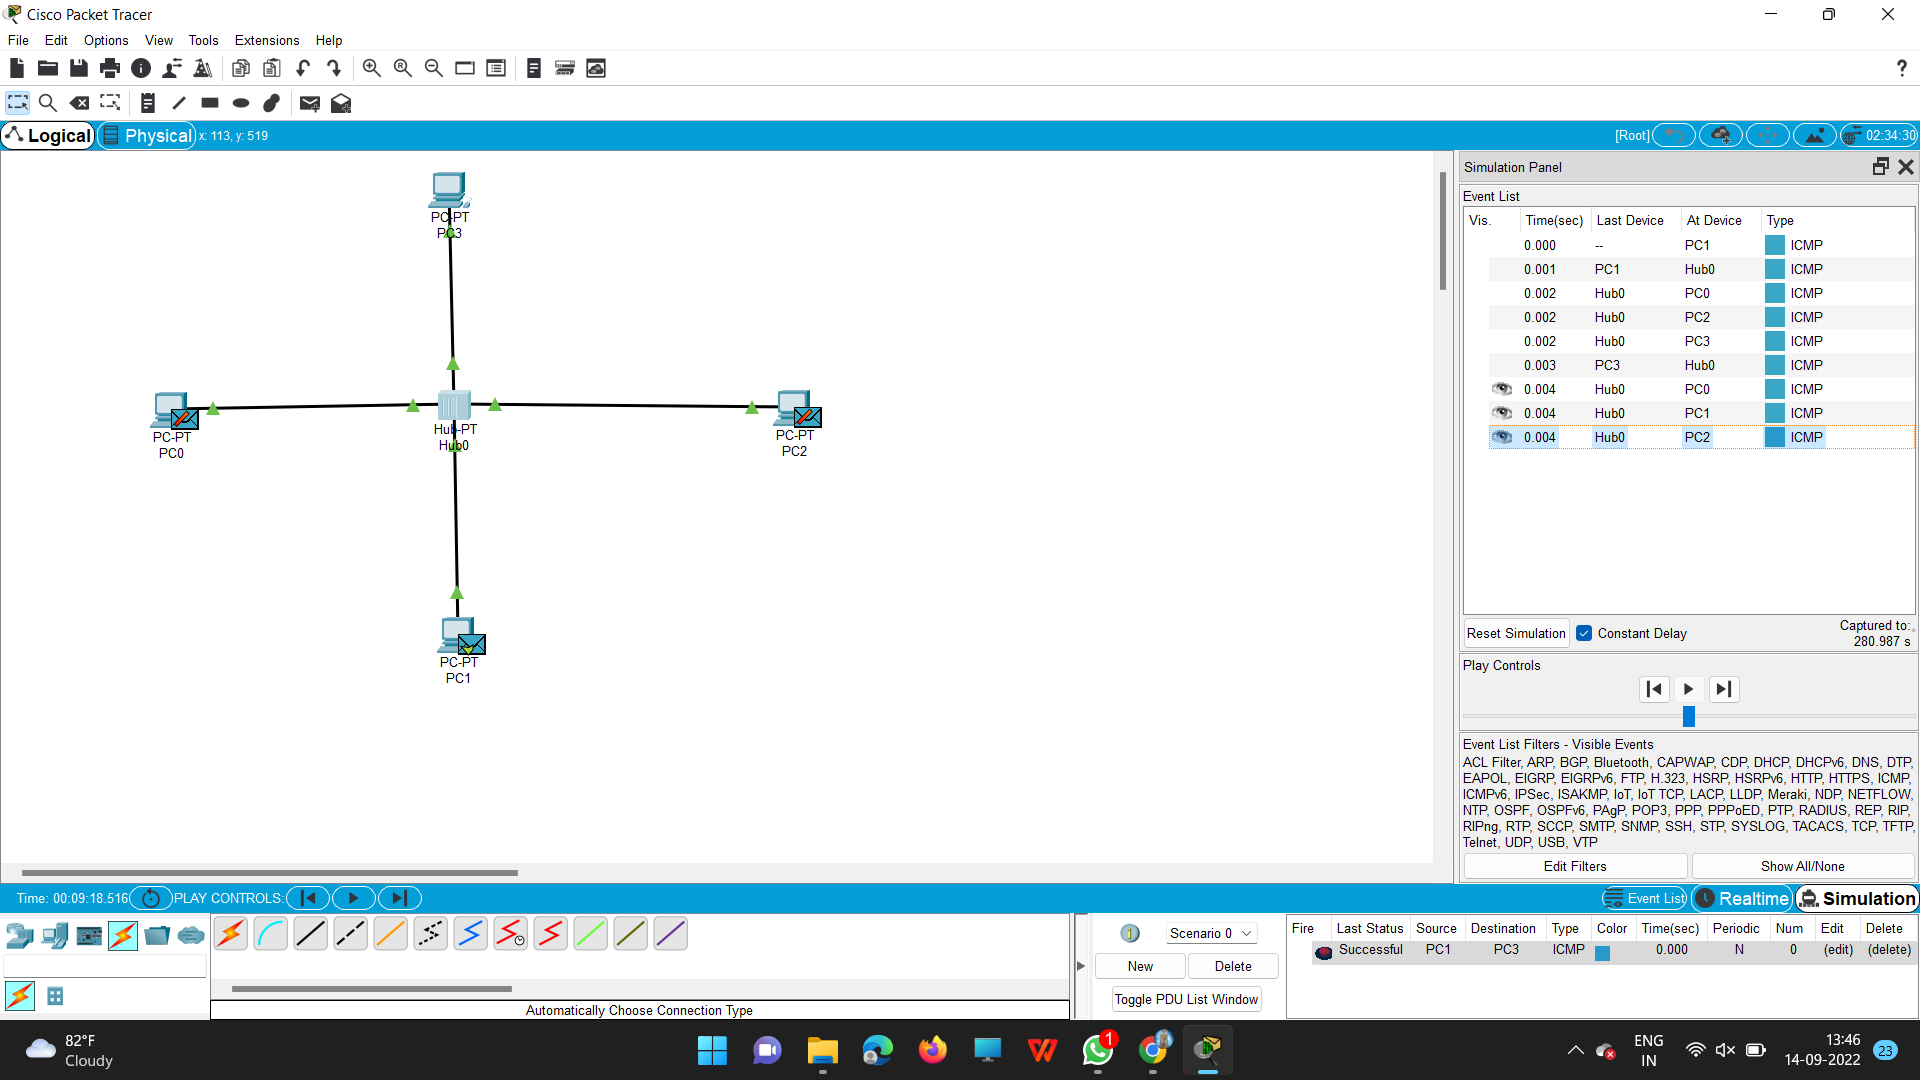 Cisco Packet Tracer
File Edit Options View Tools Extensions Help
Logical Physical x: 113, y: 519 [Root] 02:34:30
PC-PT
PC3
PC-PT
PC0
Hub-PT
Hub0
PC-PT
PC2
PC-PT
PC1
Simulation Panel
Event List
Vis. Time(sec) Last Device At Device Type
0.000 -- PC1 ICMP
0.001 PC1 Hub0 ICMP
0.002 Hub0 PC0 ICMP
0.002 Hub0 PC2 ICMP
0.002 Hub0 PC3 ICMP
0.003 PC3 Hub0 ICMP
0.004 Hub0 PC0 ICMP
0.004 Hub0 PC1 ICMP
0.004 Hub0 PC2 ICMP
Reset Simulation Constant Delay Captured to:
280.987 s
Play Controls
Event List Filters - Visible Events
ACL Filter, ARP, BGP, Bluetooth, CAPWAP, CDP, DHCP, DHCPv6, DNS, DTP,
EAPOL, EIGRP, EIGRPv6, FTP, H.323, HSRP, HSRPv6, HTTP, HTTPS, ICMP,
ICMPv6, IPSec, ISAKMP, IoT, IoT TCP, LACP, LLDP, Meraki, NDP, NETFLOW,
NTP, OSPF, OSPFv6, PAgP, POP3, PPP, PPPoED, PTP, RADIUS, REP, RIP,
RIPng, RTP, SCCP, SMTP, SNMP, SSH, STP, SYSLOG, TACACS, TCP, TFTP,
Telnet, UDP, USB, VTP
Edit Filters Show All/None
Time: 00:09:18.516 PLAY CONTROLS: Event List Realtime Simulation
Scenario 0
New Delete
Toggle PDU List Window
Fire Last Status Source Destination Type Color Time(sec) Periodic Num Edit Delete
Successful PC1 PC3 ICMP 0.000 N 0 (edit) (delete)
Automatically Choose Connection Type
82°F
Cloudy
1
ENG
IN
13:46
14-09-2022
23